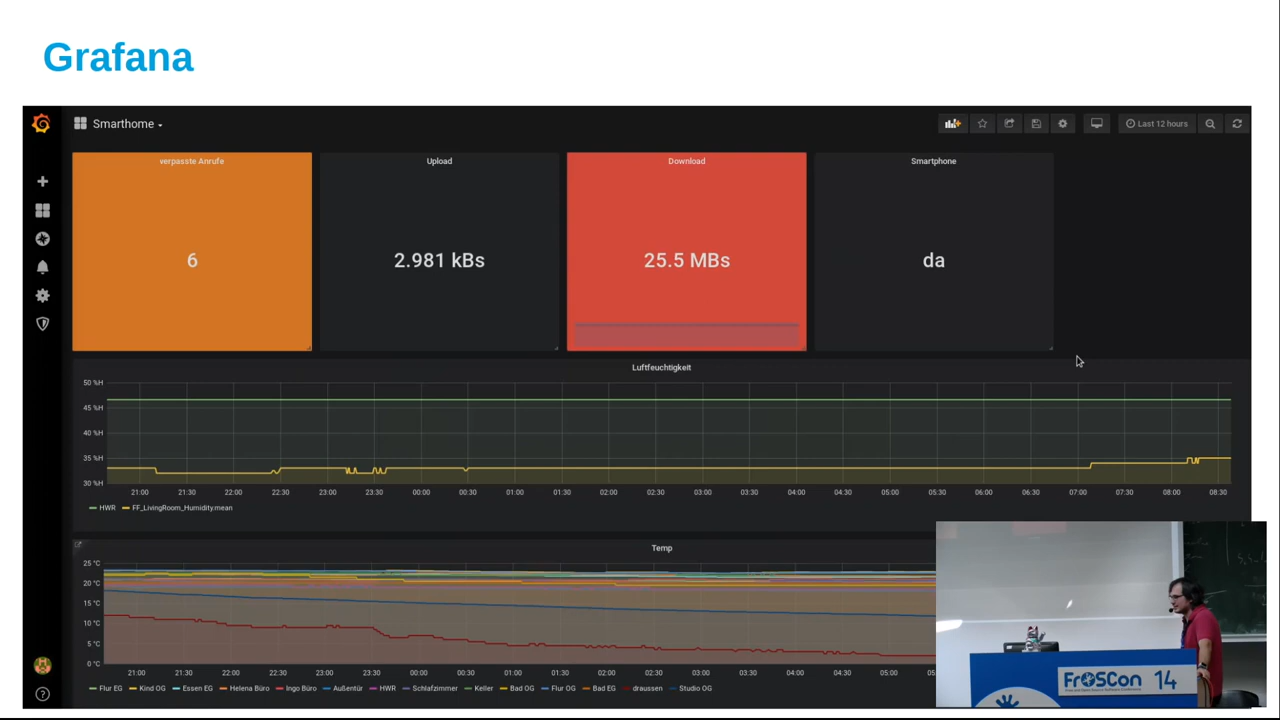 Grafana
Smarthome
Last 12 hours
verpasste Anrufe
Upload
Download
Smartphone
6
2.981 kBs
25.5 MBs
da
Luftfeuchtigkeit
50 %H
45 %H
40 %H
35 %H
30 %H
21:00 21:30 22:00 22:30 23:00 23:30 00:00 00:30 01:00 01:30 02:00 02:30 03:00 03:30 04:00 04:30 05:00 05:30 06:00 06:30 07:00 07:30 08:00 08:30
HWR FF_LivingRoom_Humidity.mean
Temp
25 °C
20 °C
15 °C
10 °C
5 °C
0 °C
21:00 21:30 22:00 22:30 23:00 23:30 00:00 00:30 01:00 01:30 02:00 02:30 03:00 03:30 04:00 04:30 05:00
Flur EG Kind OG Essen EG Helena Büro Ingo Büro Außentür HWR Schlafzimmer Keller Bad OG Flur OG Bad EG draussen Studio OG
FrOSCon 14